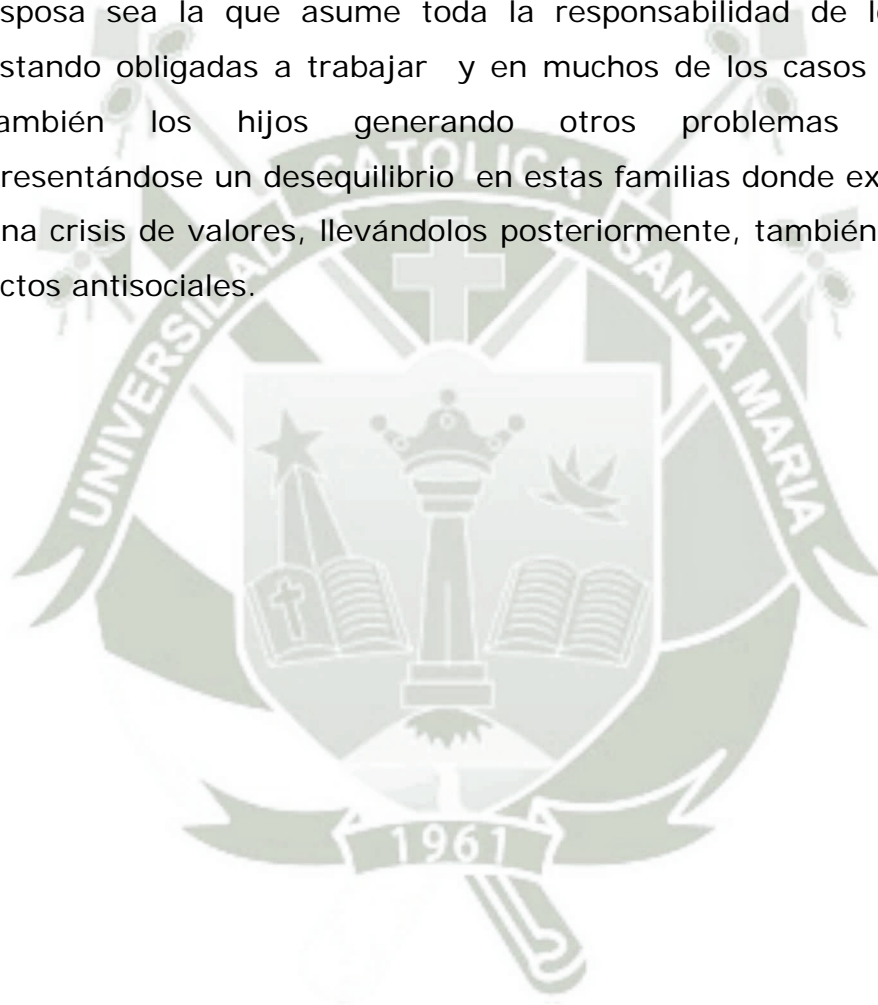 sposa sea la que asume toda la responsabilidad de l
stando obligadas a trabajar y en muchos de los casos
ambién los hijos generando otros problemas
resentándose un desequilibrio en estas familias donde ex
na crisis de valores, llevándolos posteriormente, también
ctos antisociales.
UNIVERSIDAD CATOLICA SANTA MARIA
1961